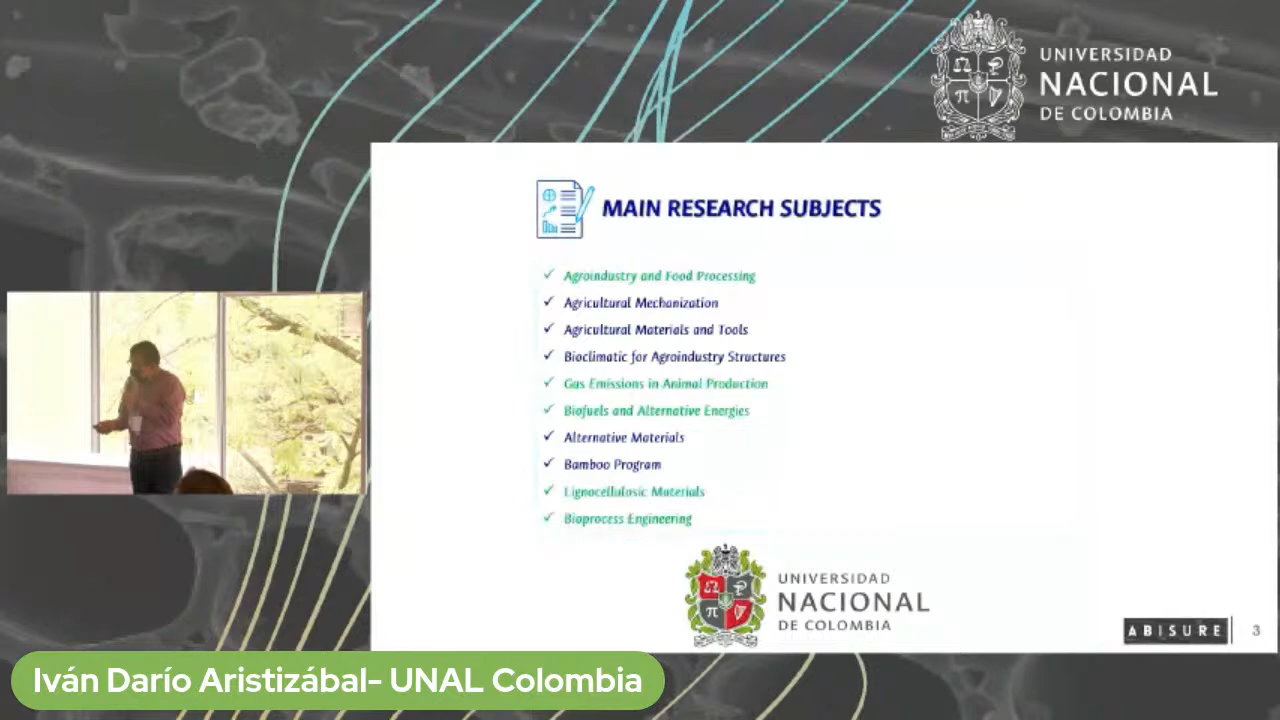 UNIVERSIDAD
NACIONAL
DE COLOMBIA
MAIN RESEARCH SUBJECTS
✓ Agroindustry and Food Processing
✓ Agricultural Mechanization
✓ Agricultural Materials and Tools
✓ Bioclimatic for Agroindustry Structures
✓ Gas Emissions in Animal Production
✓ Biofuels and Alternative Energies
✓ Alternative Materials
✓ Bamboo Program
✓ Lignocellulosic Materials
✓ Bioprocess Engineering
UNIVERSIDAD
NACIONAL
DE COLOMBIA
ABISURE 3
Iván Darío Aristizábal- UNAL Colombia